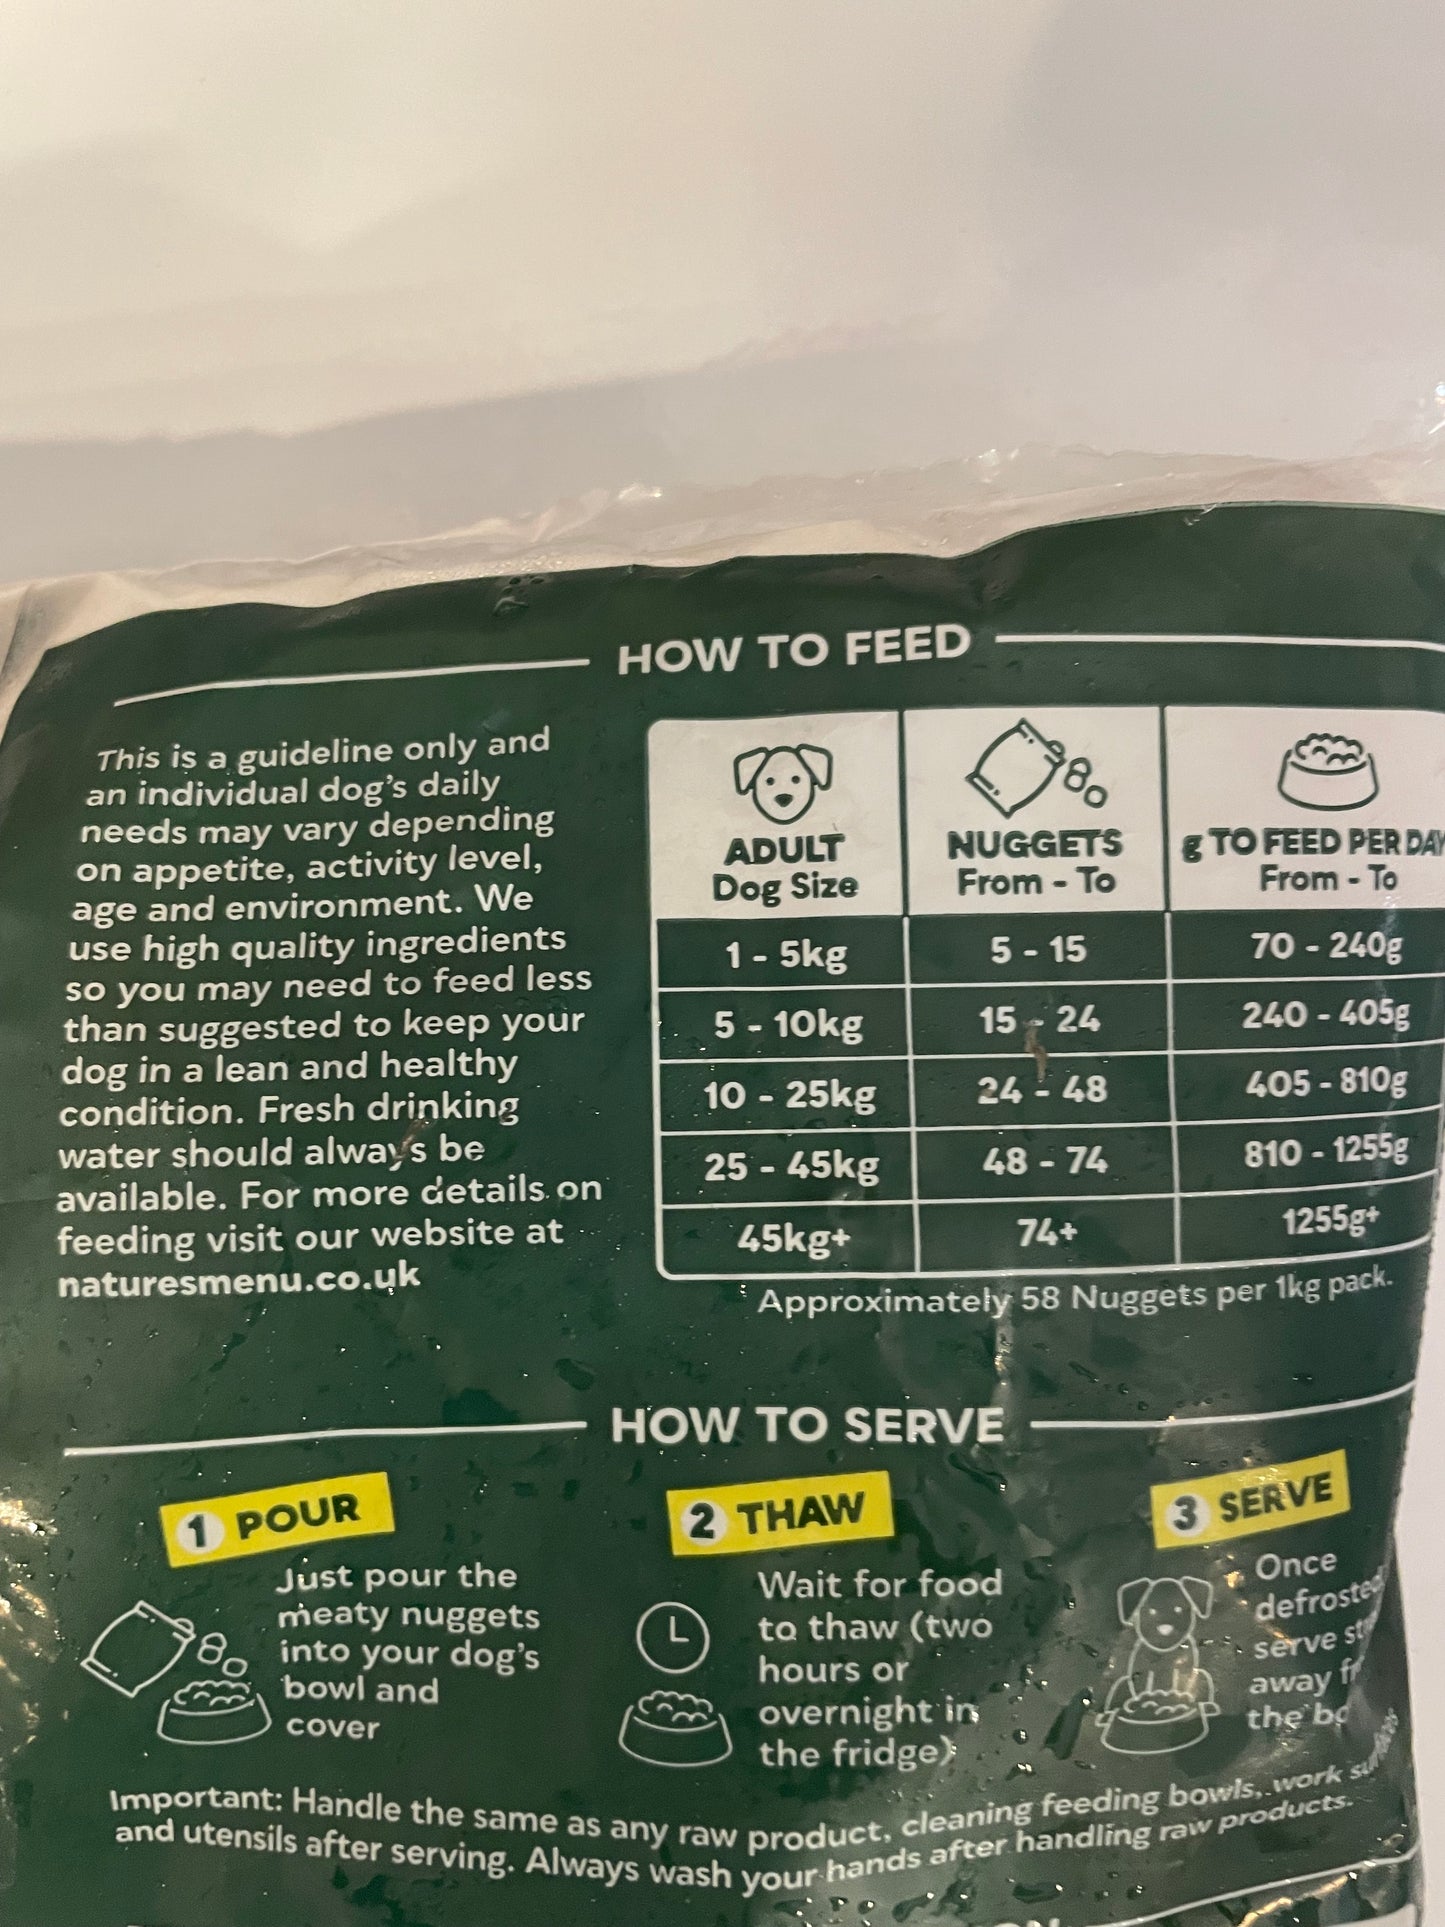 HOW TO FEED
This is a guideline only and
an individual dog's daily
needs may vary depending
on appetite, activity level,
age and environment. We
use high quality ingredients
so you may need to feed less
than suggested to keep your
dog in a lean and healthy
condition. Fresh drinking
water should always be
available. For more details on
feeding visit our website at
naturesmenu.co.uk
ADULT NUGGETS g TO FEED PER DAY
Dog Size From - To From - To
1 - 5kg 5 - 15 70 - 240g
5 - 10kg 15 - 24 240 - 405g
10 - 25kg 24 - 48 405 - 810g
25 - 45kg 48 - 74 810 - 1255g
45kg+ 74+ 1255g+
Approximately 58 Nuggets per 1kg pack.
HOW TO SERVE
1 POUR
Just pour the
meaty nuggets
into your dog's
bowl and
cover
2 THAW
Wait for food
to thaw (two
hours or
overnight in
the fridge)
3 SERVE
Once
defrosted
serve
away
the
Important: Handle the same as any raw product, cleaning feeding bowls, work surfaces
and utensils after serving. Always wash your hands after handling raw products.